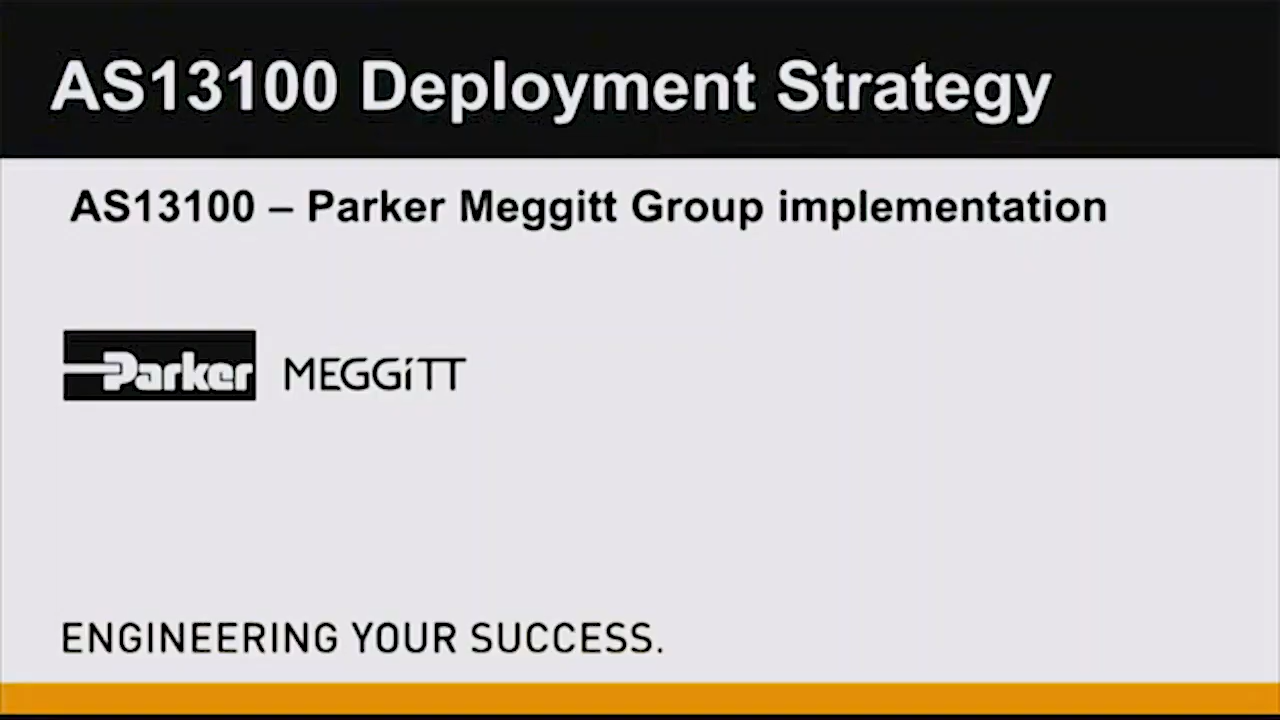 AS13100 Deployment Strategy
AS13100 – Parker Meggitt Group implementation
Parker MEGGiTT
ENGINEERING YOUR SUCCESS.